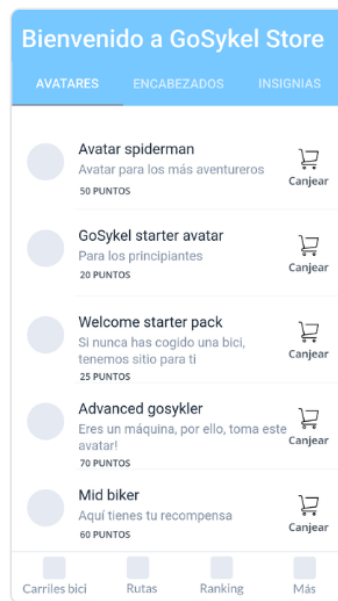 Bienvenido a GoSykel Store
AVATARES ENCABEZADOS INSIGNIAS
Avatar spiderman
Avatar para los más aventureros
50 PUNTOS
Canjear
GoSykel starter avatar
Para los principiantes
20 PUNTOS
Canjear
Welcome starter pack
Si nunca has cogido una bici,
tenemos sitio para ti
25 PUNTOS
Canjear
Advanced gosykler
Eres un máquina, por ello, toma este
avatar!
70 PUNTOS
Canjear
Mid biker
Aquí tienes tu recompensa
60 PUNTOS
Canjear
Carriles bici Rutas Ranking Más